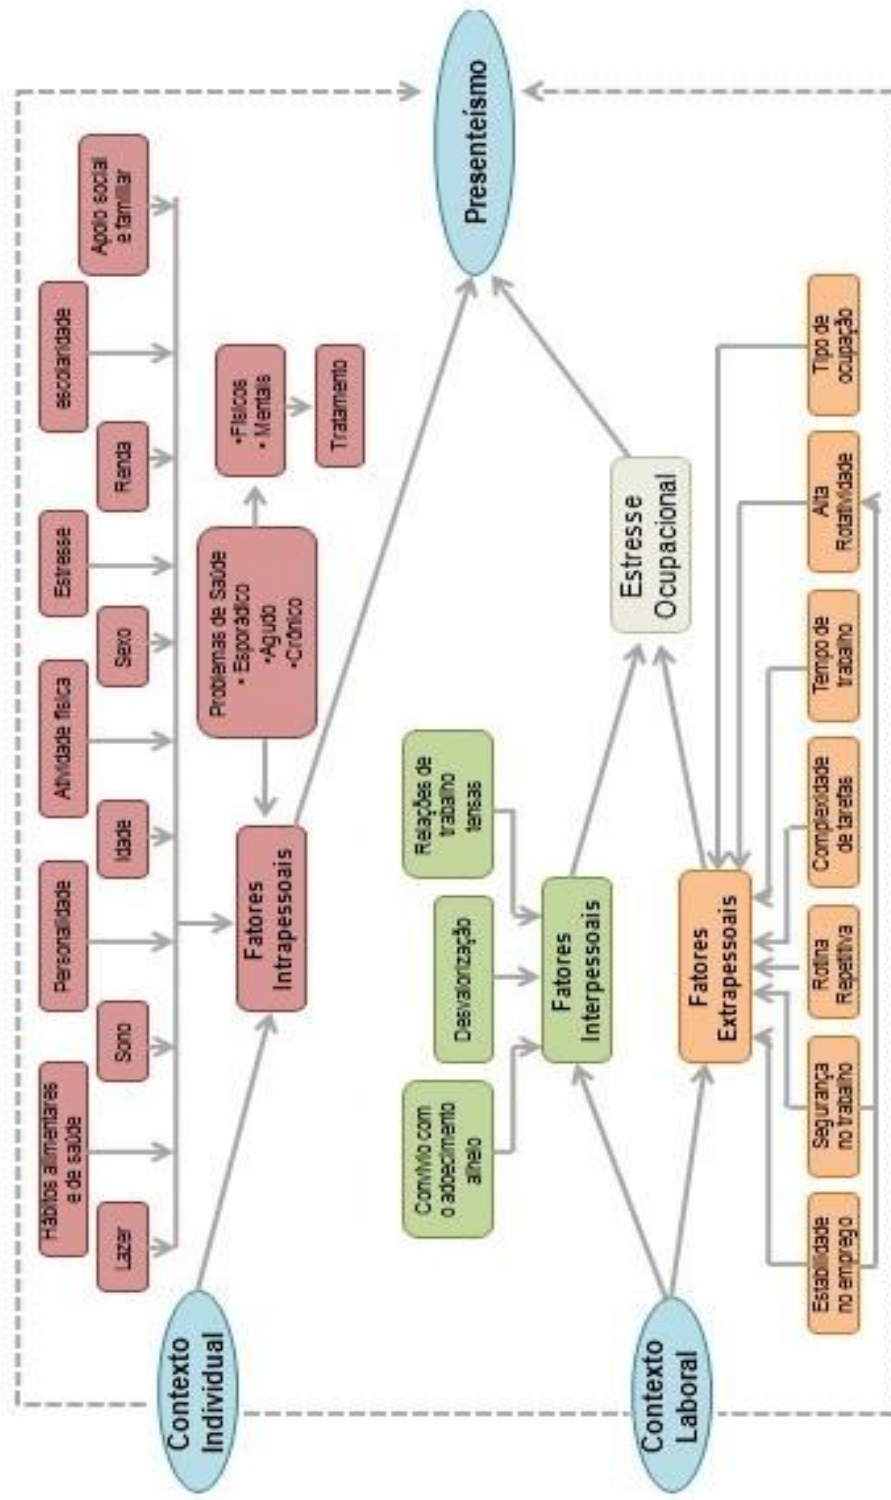 Hábitos alimentares
e de saúde
Personalidade
Atividade física
Estresse
escolaridade
Apoio social
e familiar
Lazer
Sono
Idade
Sexo
Renda
Contexto
Individual
Fatores
Intrapessoais
Problemas de Saúde
• Esporádico
•Agudo
•Crônico
•Físicos
• Mentais
Tratamento
Presenteísmo
Convívio com
o adoecimento
alheio
Desvalorização
Relações de
trabalho
tensas
Fatores
Interpessoais
Estresse
Ocupacional
Contexto
Laboral
Fatores
Extrapessoais
Estabilidade
no emprego
Segurança
no trabalho
Rotina
Repetitiva
Complexidade
de tarefas
Tempo de
trabalho
Alta
Rotatividade
Tipo de
ocupação